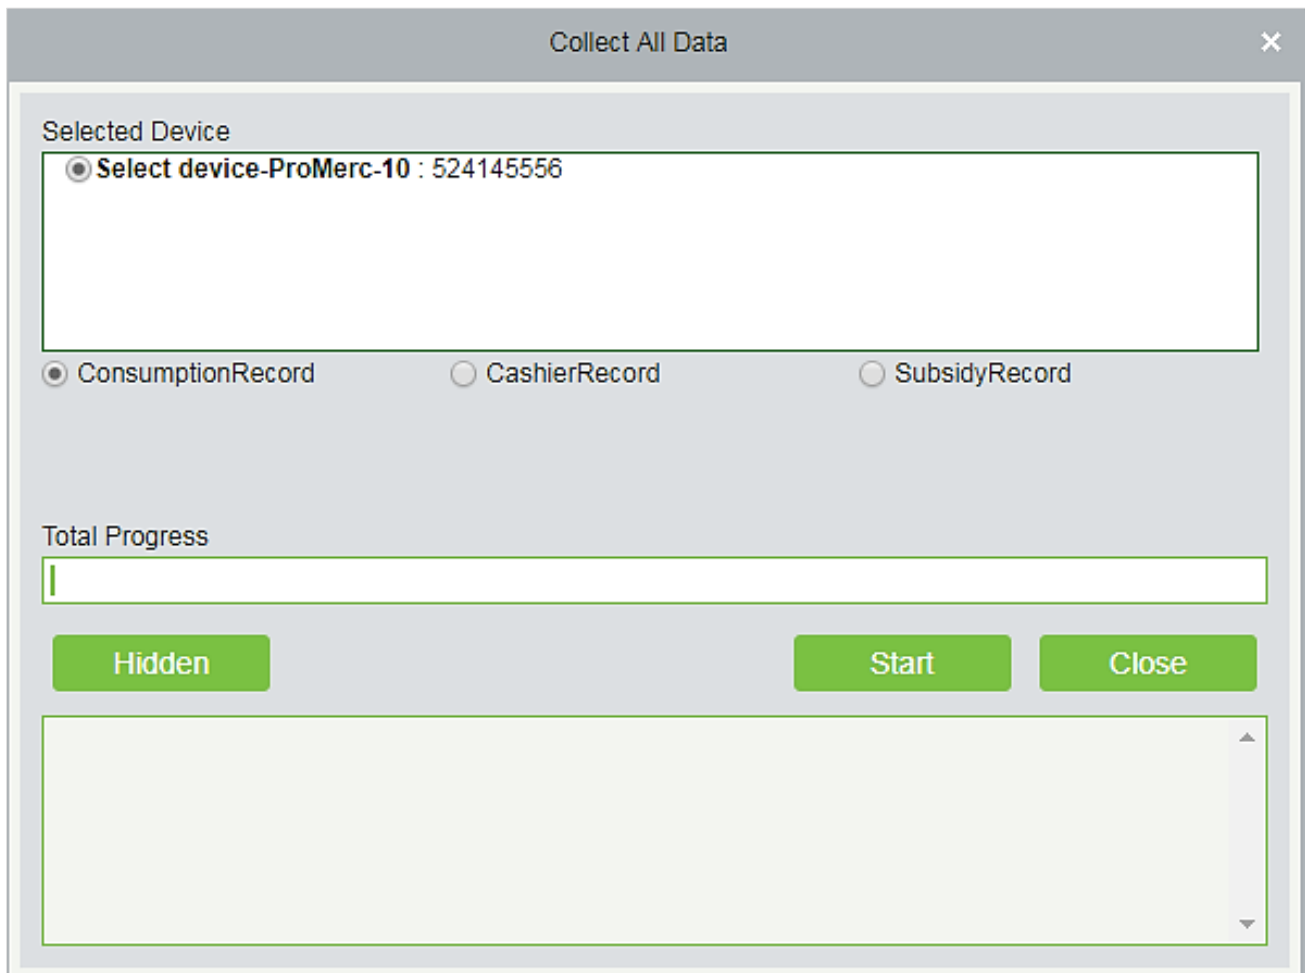 Collect All Data
Selected Device
Select device-ProMerc-10 : 524145556
ConsumptionRecord CashierRecord SubsidyRecord
Total Progress
Hidden Start Close